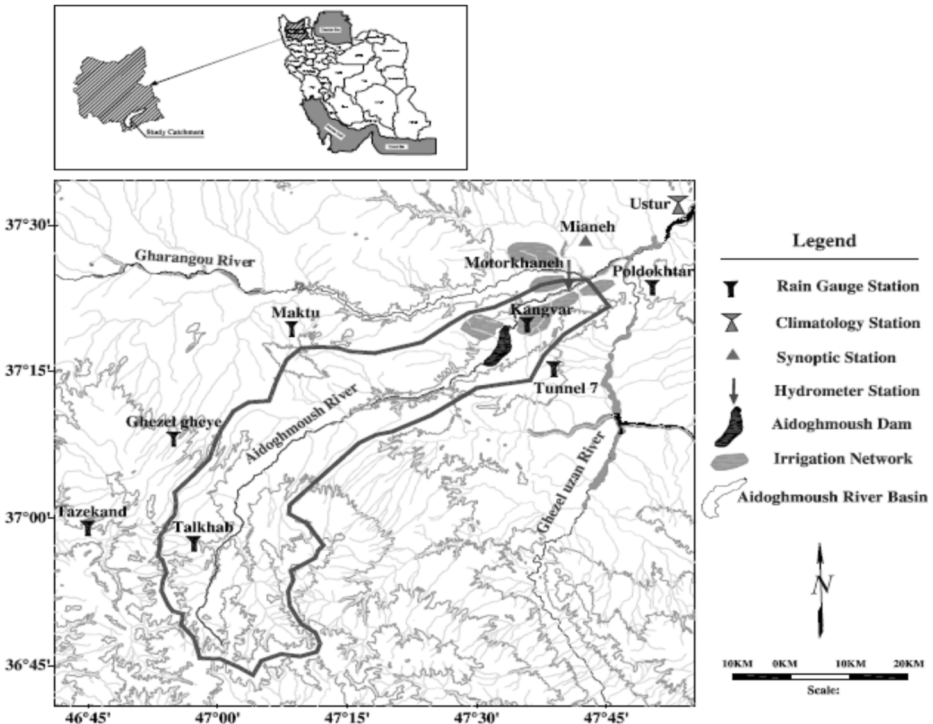 Study Catchment
37°30'
37°15'
37°00'
36°45'
Ustur
Mianeh
Gharangou River
Motorkhaneh
Poldokhtar
Maktu
Kangvar
Tunnel 7
Aidoghmoush River
Ghezel gheye
Ghezel uzan River
Tazekand
Talkhab
46°45'
47°00'
47°15'
47°30'
47°45'
Legend
Rain Gauge Station
Climatology Station
Synoptic Station
Hydrometer Station
Aidoghmoush Dam
Irrigation Network
Aidoghmoush River Basin
N
10KM 0KM 10KM 20KM
Scale: